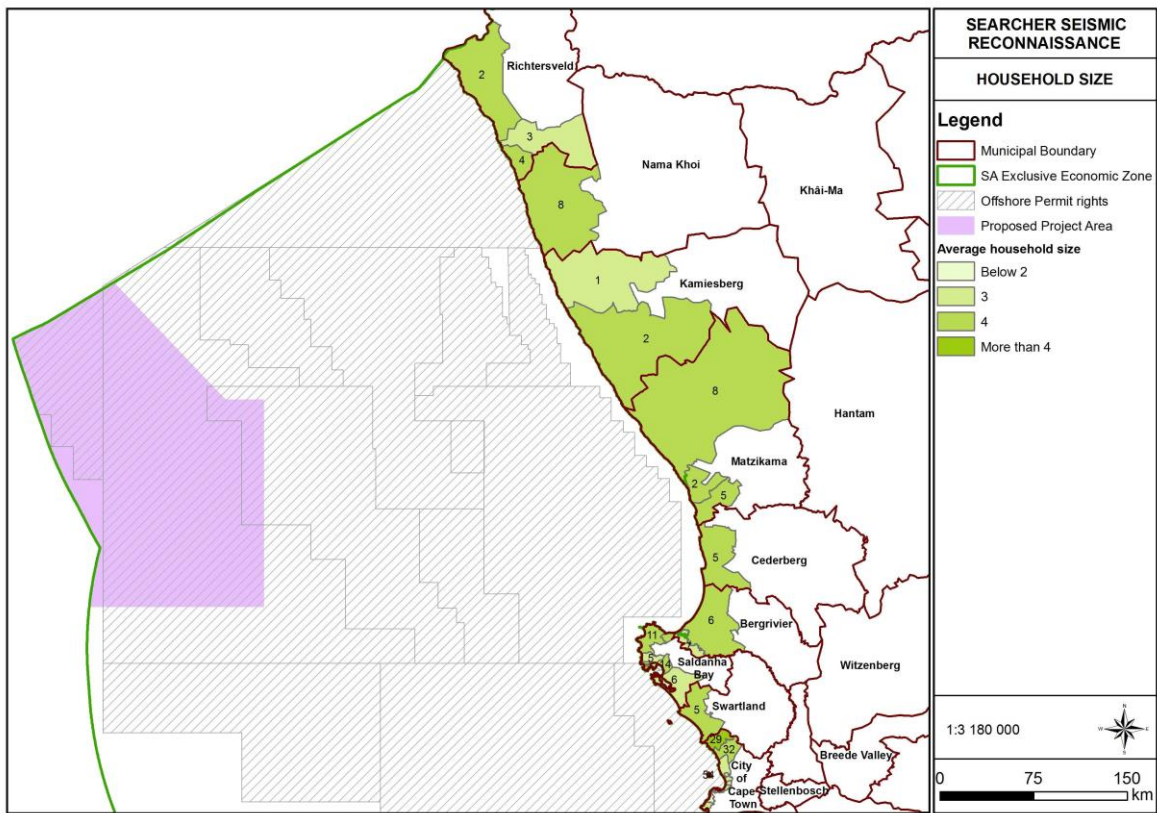 SEARCHER SEISMIC
RECONNAISSANCE
HOUSEHOLD SIZE
Legend
Municipal Boundary
SA Exclusive Economic Zone
Offshore Permit rights
Proposed Project Area
Average household size
Below 2
3
4
More than 4
1:3 180 000
N
W
E
S
0
75
150
km
2
Richtersveld
3
4
Nama Khoi
Khâi-Ma
8
1
Kamiesberg
2
8
Hantam
Matzikama
2
5
5
Cederberg
6
Bergrivier
11
5
14
Saldanha
Bay
Witzenberg
6
5
Swartland
29
32
Breede Valley
City
of
Cape
Town
Stellenbosch